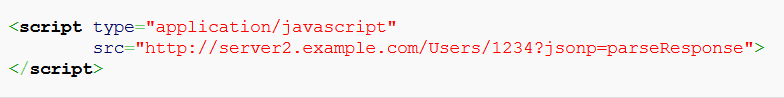 <script type="application/javascript"
src="http://server2.example.com/Users/1234?jsonp=parseResponse">
</script>